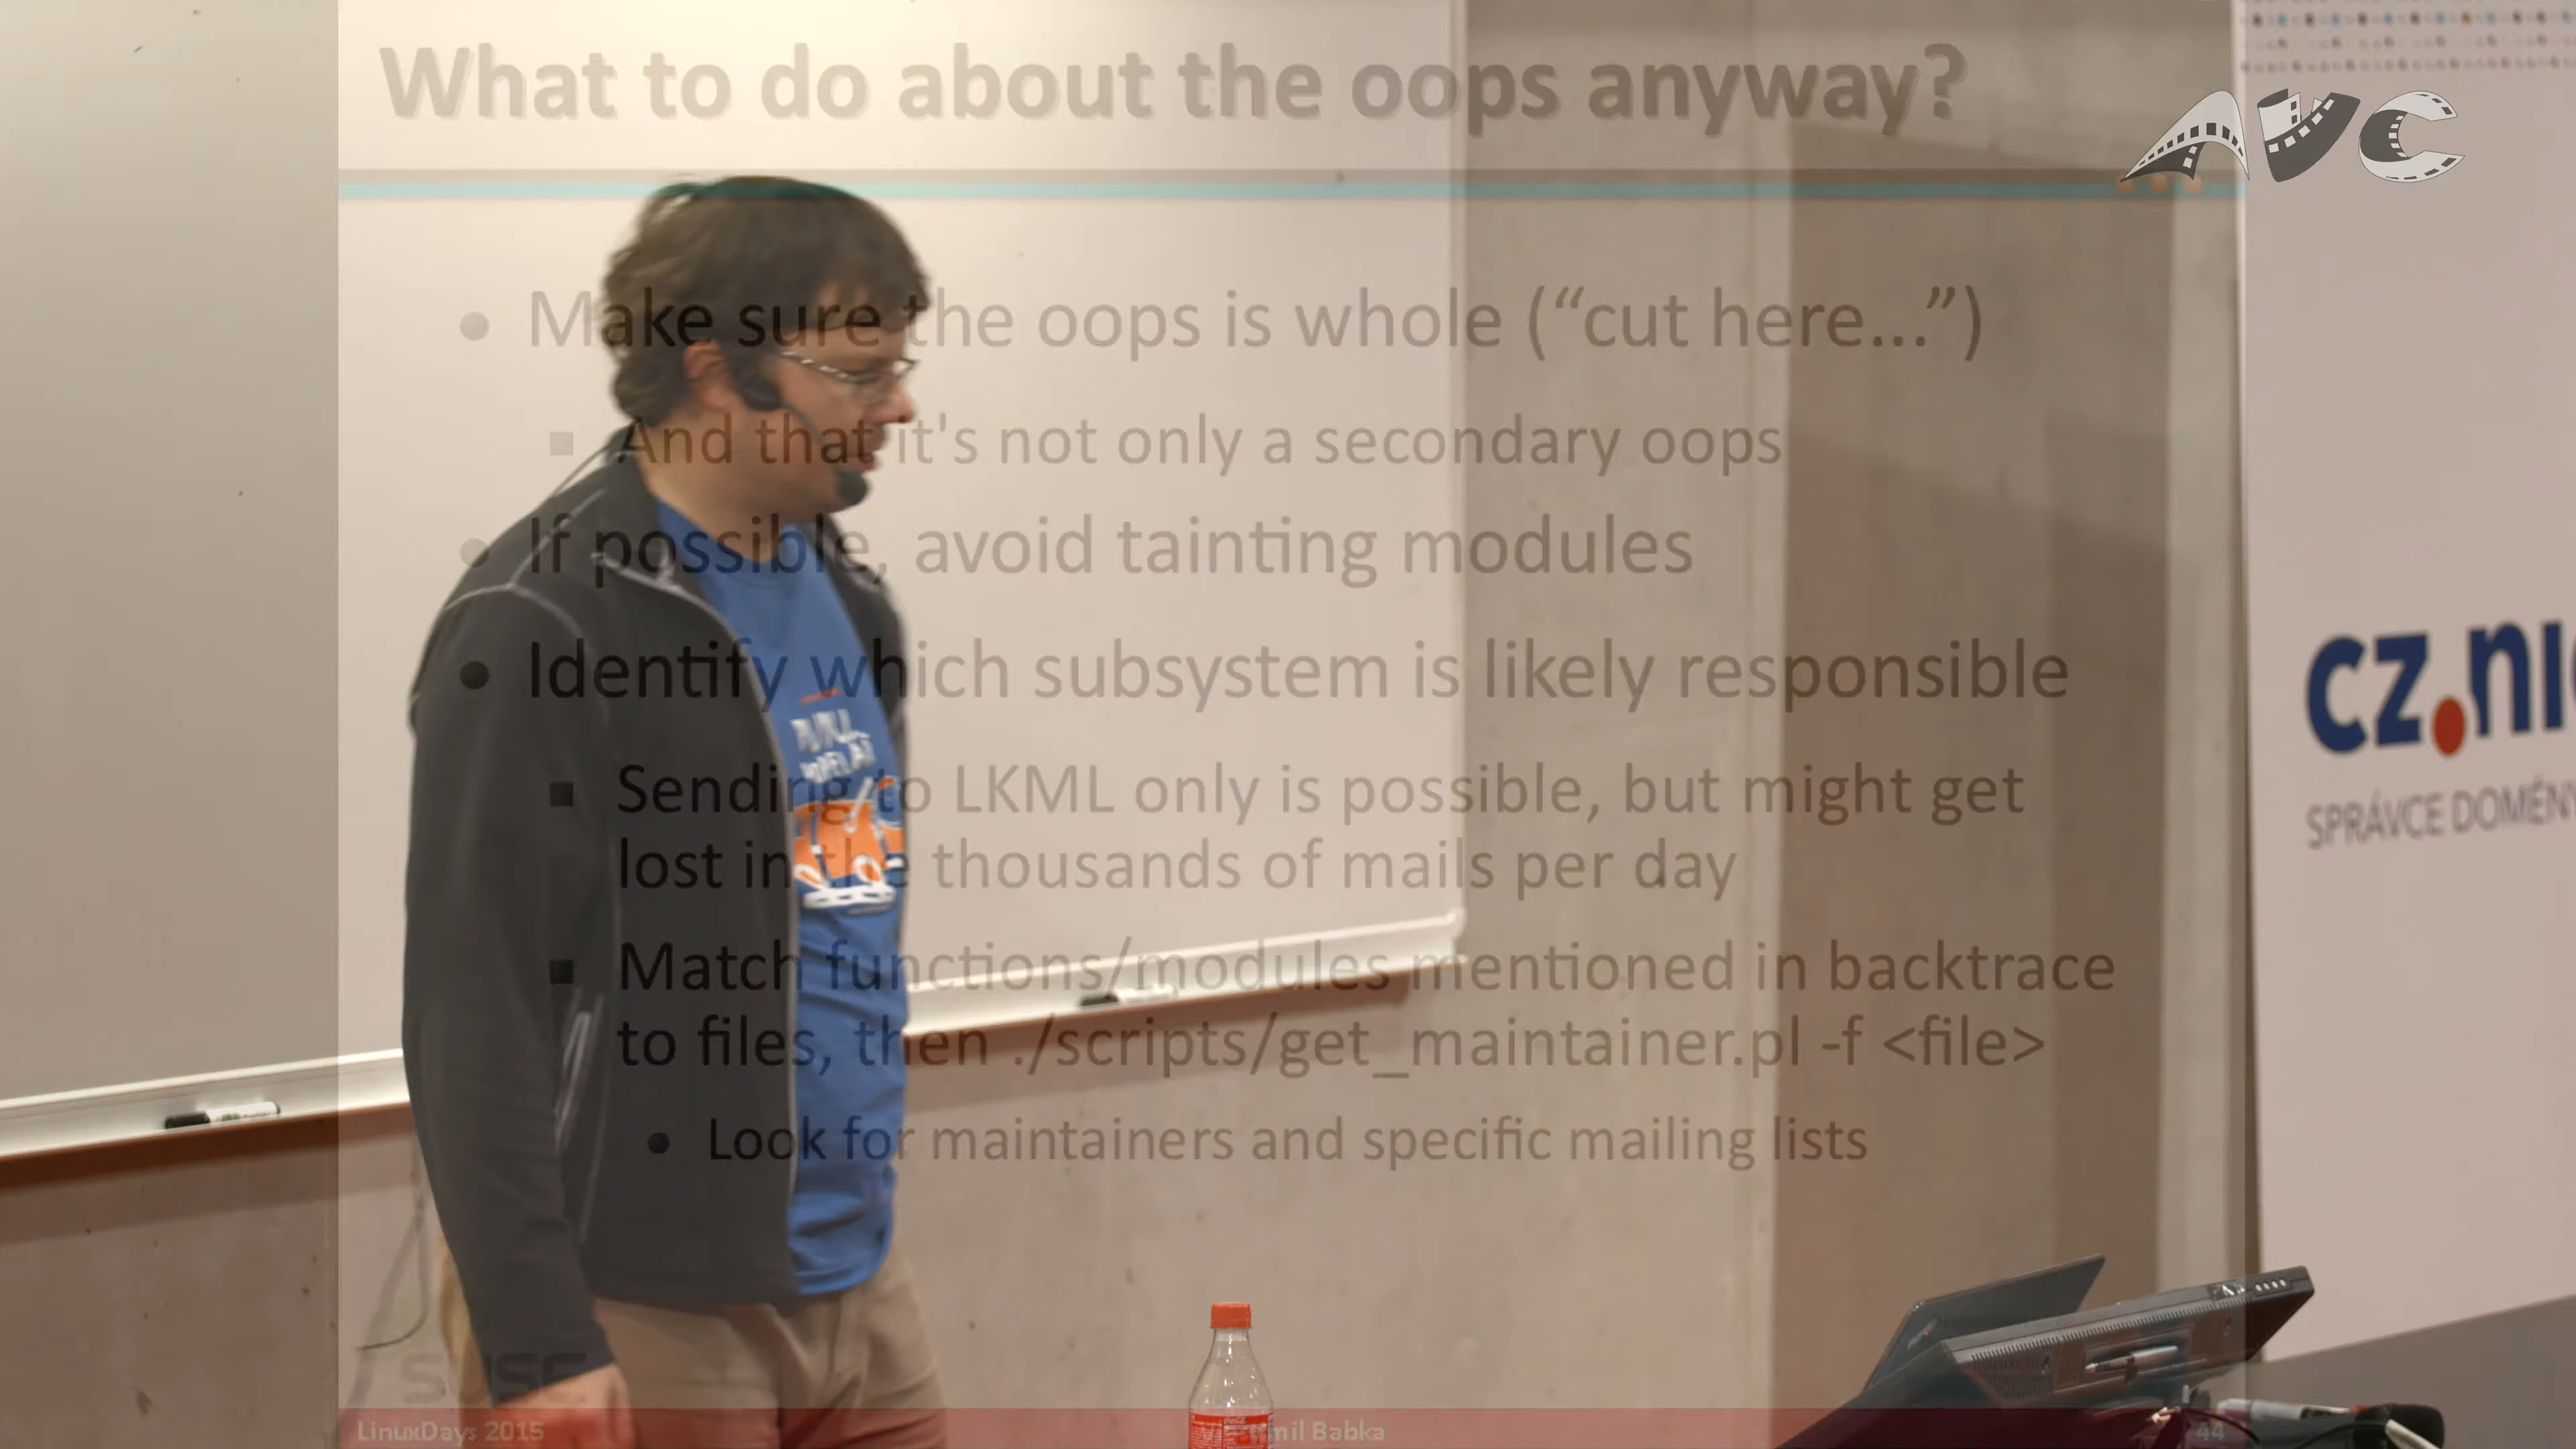 What to do about the oops anyway?
AVC
• Make sure the oops is whole (“cut here...”)
▪ And that it's not only a secondary oops
• If possible, avoid tainting modules
• Identify which subsystem is likely responsible
▪ Sending to LKML only is possible, but might get
lost in the thousands of mails per day
▪ Match functions/modules mentioned in backtrace
to files, then ./scripts/get_maintainer.pl -f <file>
• Look for maintainers and specific mailing lists
cz.nic
SPRÁVCE DOMÉNY
SUSE
LinuxDays 2015
Babka
44